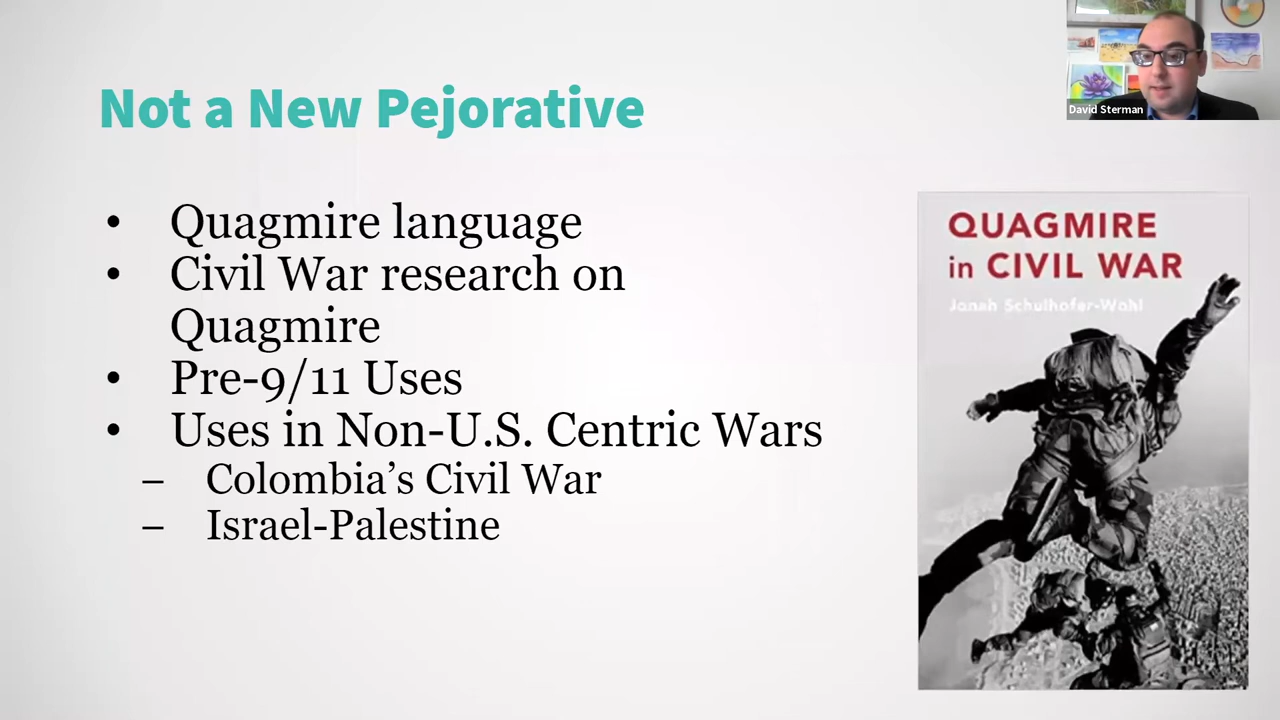 David Sterman
Not a New Pejorative
• Quagmire language
• Civil War research on
Quagmire
• Pre-9/11 Uses
• Uses in Non-U.S. Centric Wars
– Colombia’s Civil War
– Israel-Palestine
QUAGMIRE
in CIVIL WAR
Jonah Schulhofer-Wohl